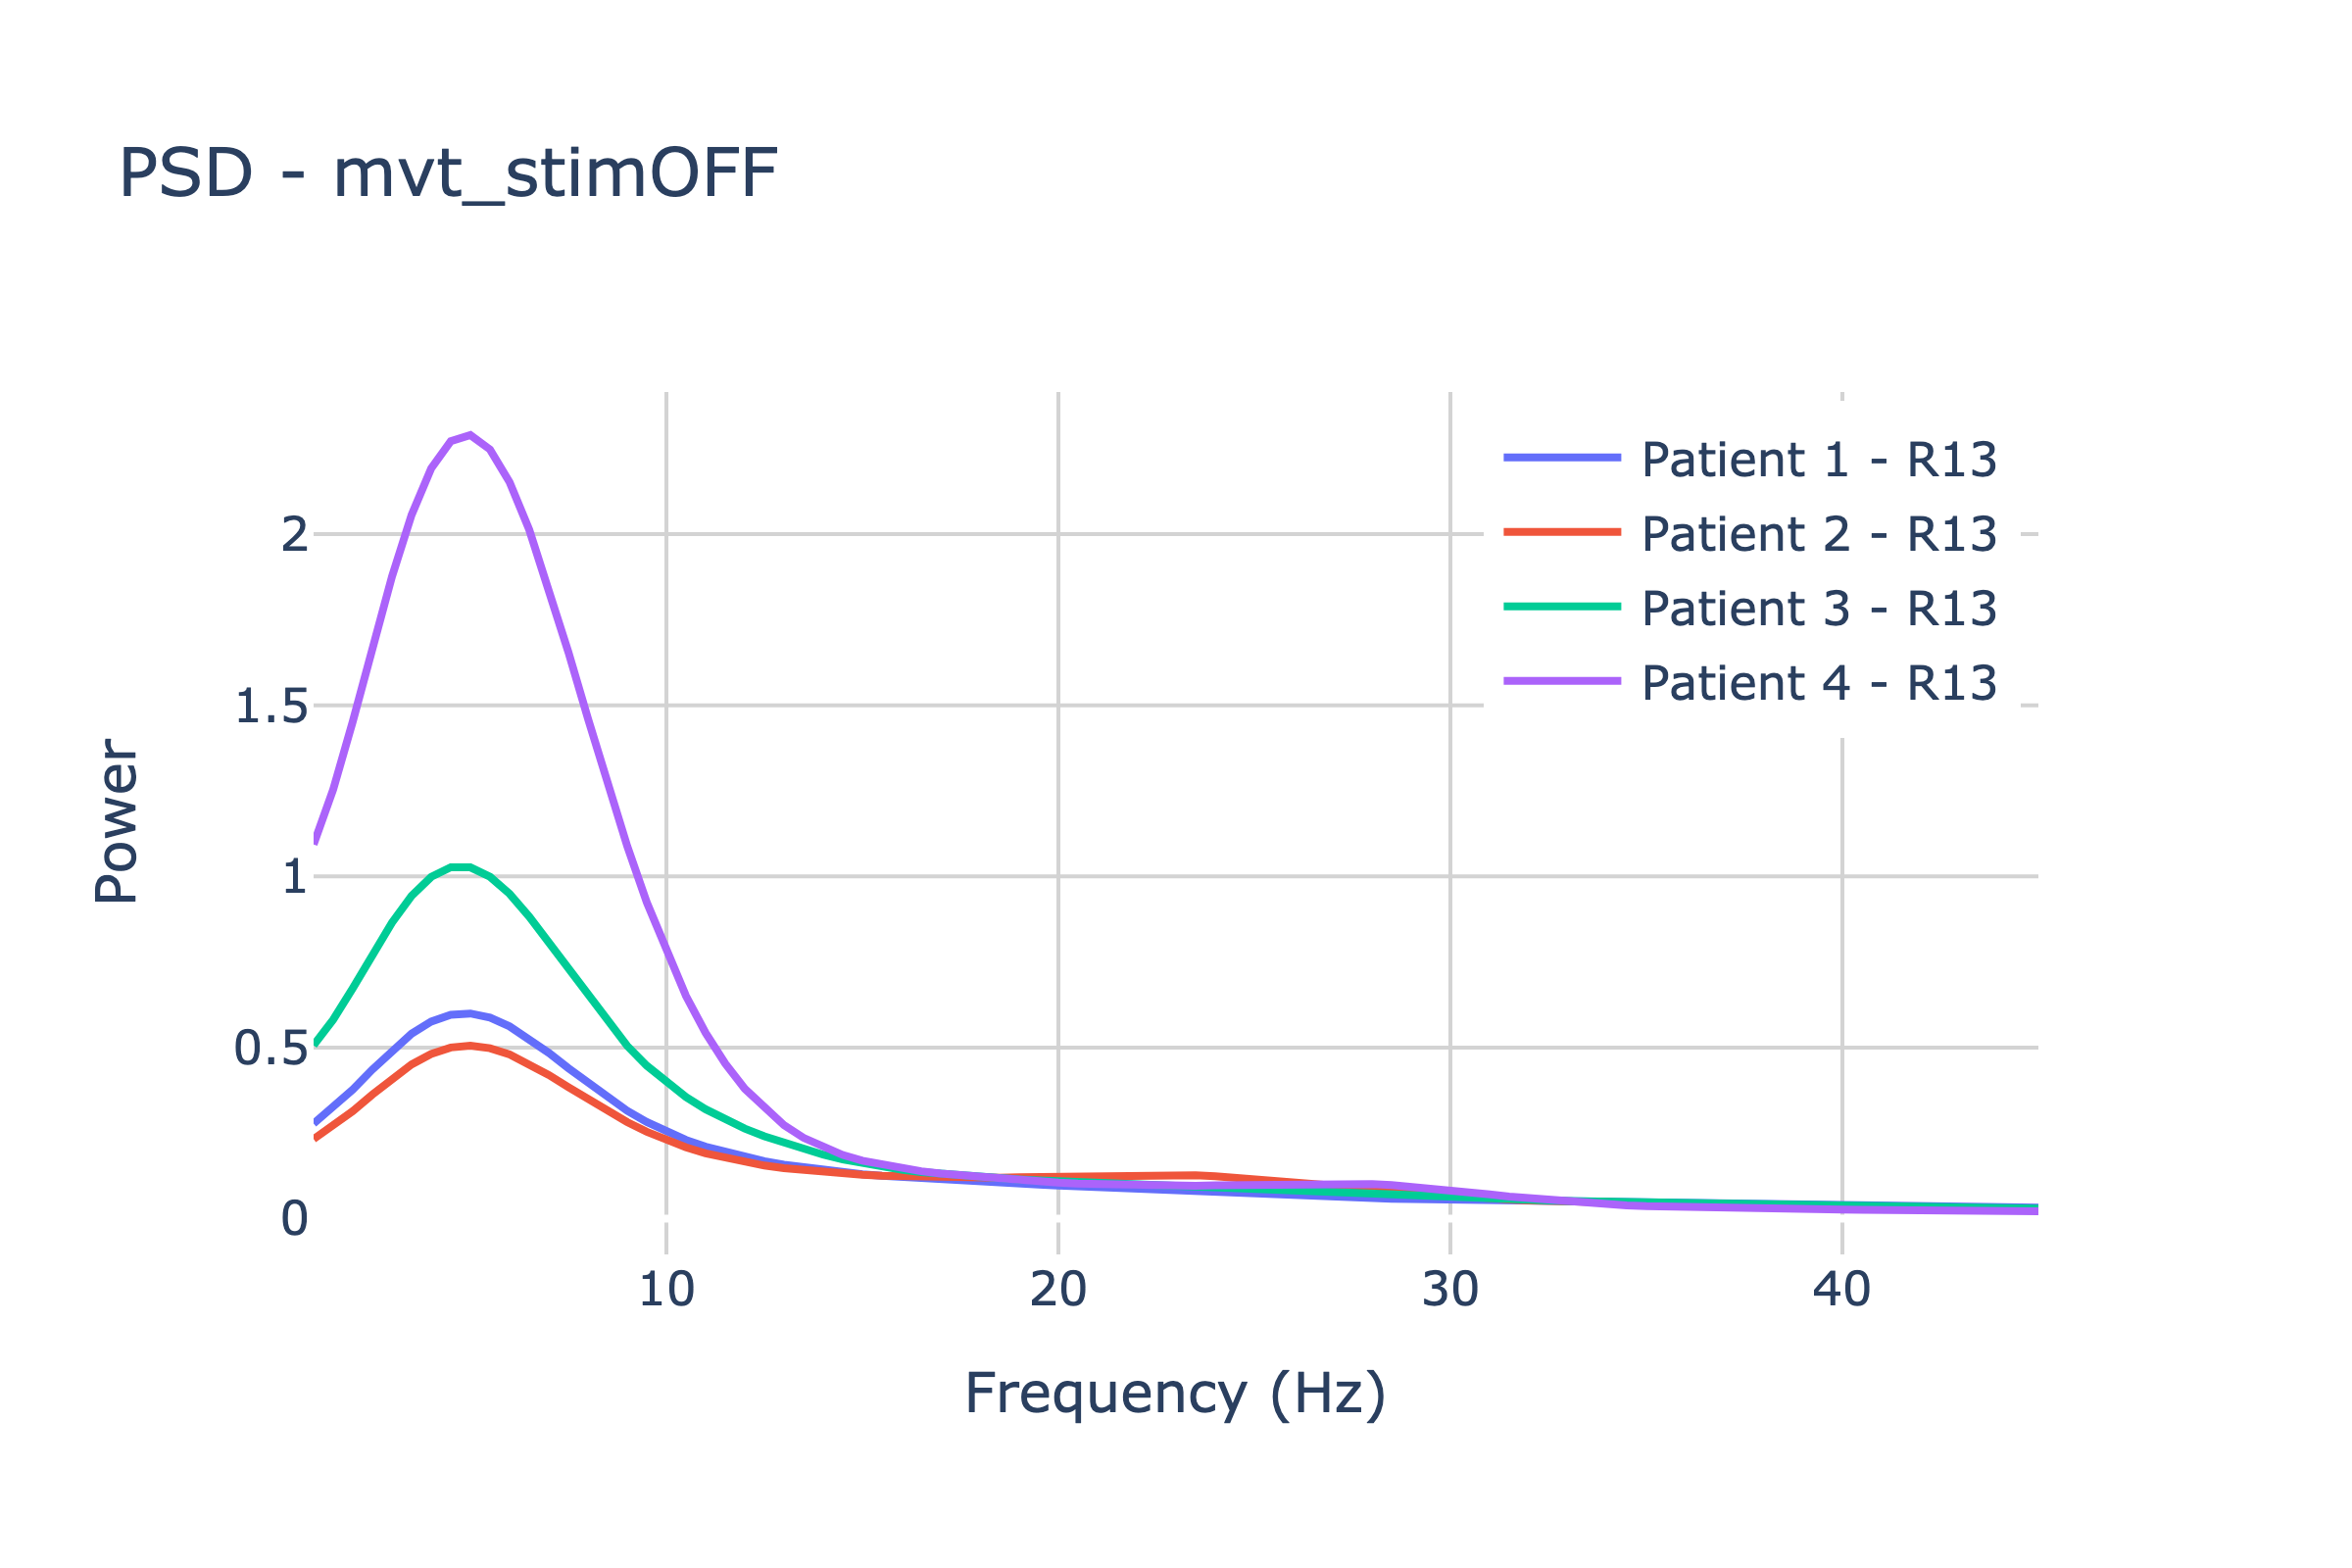 PSD - mvt_stimOFF
Patient 1 - R13
Patient 2 - R13
Patient 3 - R13
Patient 4 - R13
2
1.5
1
0.5
0
Power
10 20 30 40
Frequency (Hz)